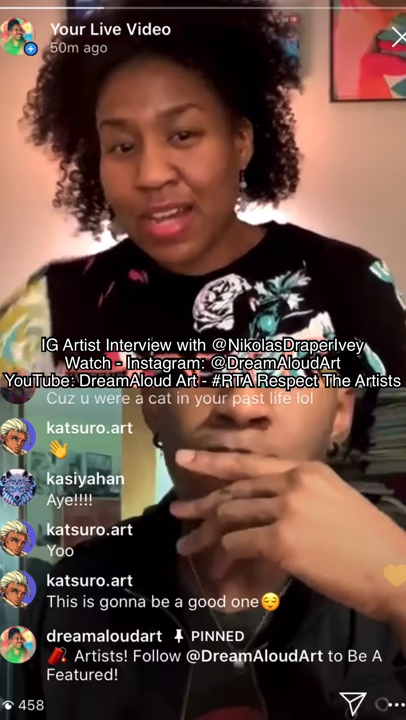 Your Live Video
50m ago
IG Artist Interview with @NikolasDraperIvey
Watch - Instagram: @DreamAloudArt
YouTube: DreamAloud Art - #RTA Respect The Artists
Cuz u were a cat in your past life lol
katsuro.art
👋
kasiyahan
Aye!!!!
katsuro.art
Yoo
katsuro.art
This is gonna be a good one😌
dreamaloudart 📌 PINNED
🧨 Artists! Follow @DreamAloudArt to Be A
Featured!
458